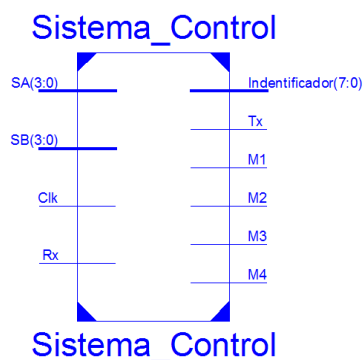 Sistema_Control
SA(3:0)
Indentificador(7:0)
Tx
SB(3:0)
M1
Clk
M2
M3
Rx
M4
Sistema_Control